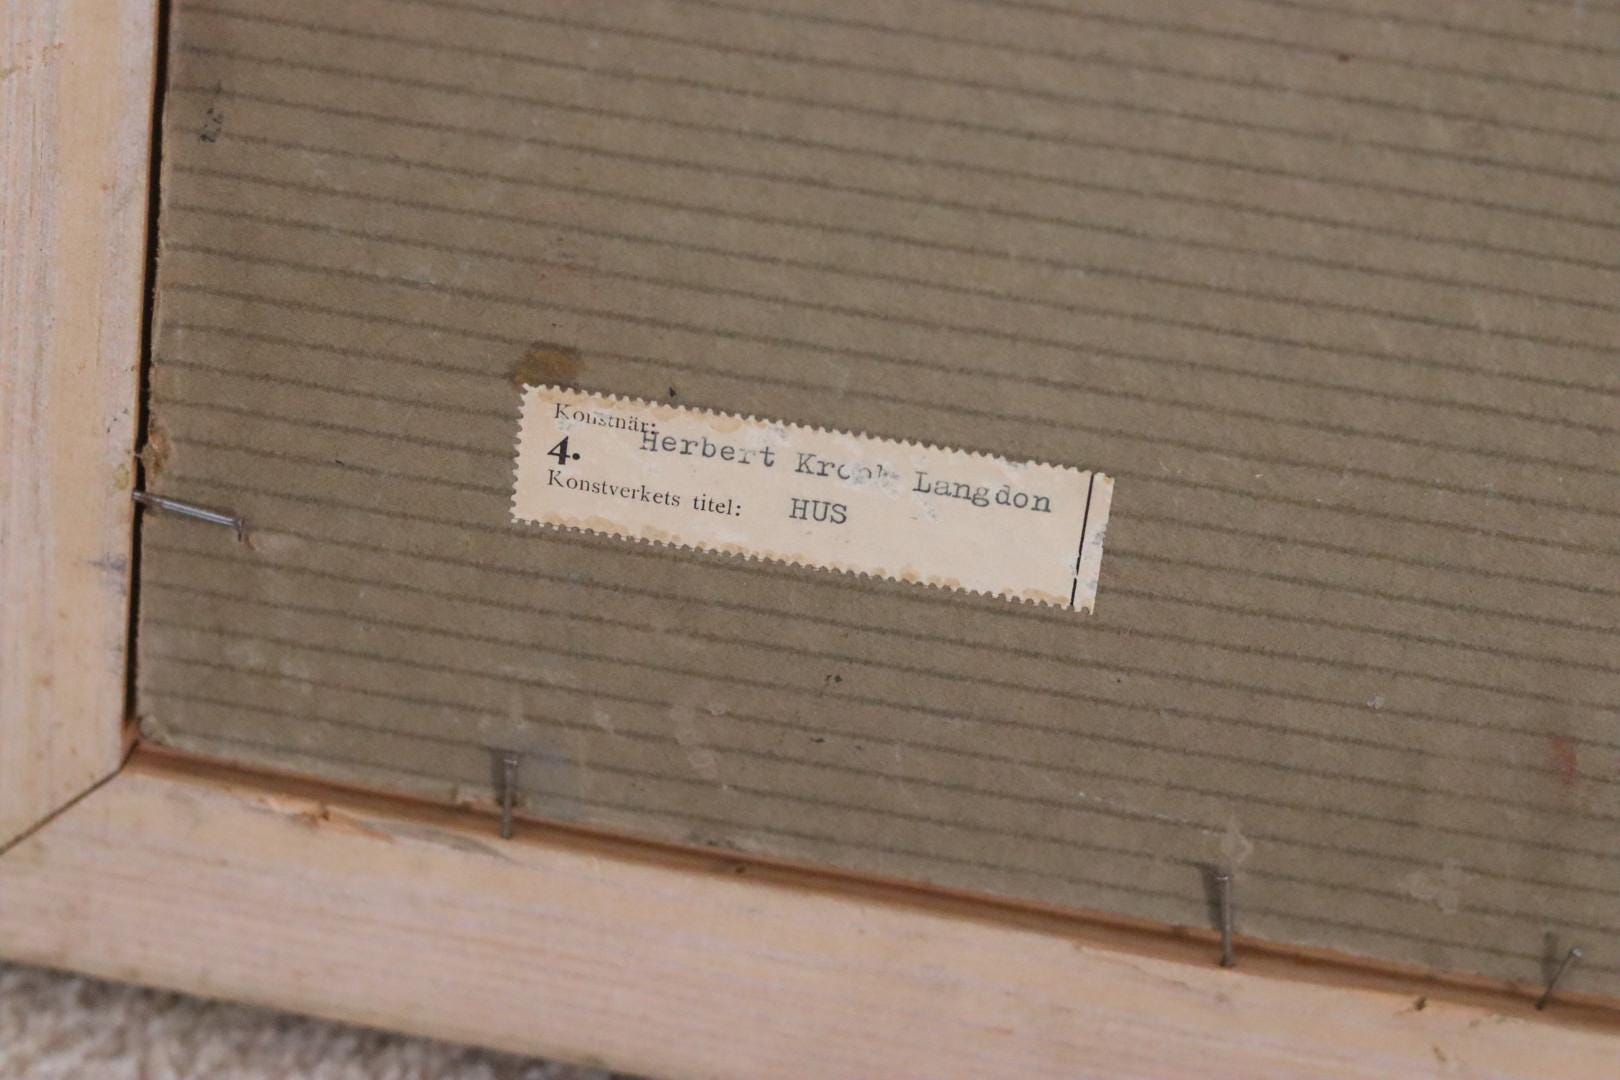 Konstnär:
4. Herbert Langdon
Konstverkets titel: HUS